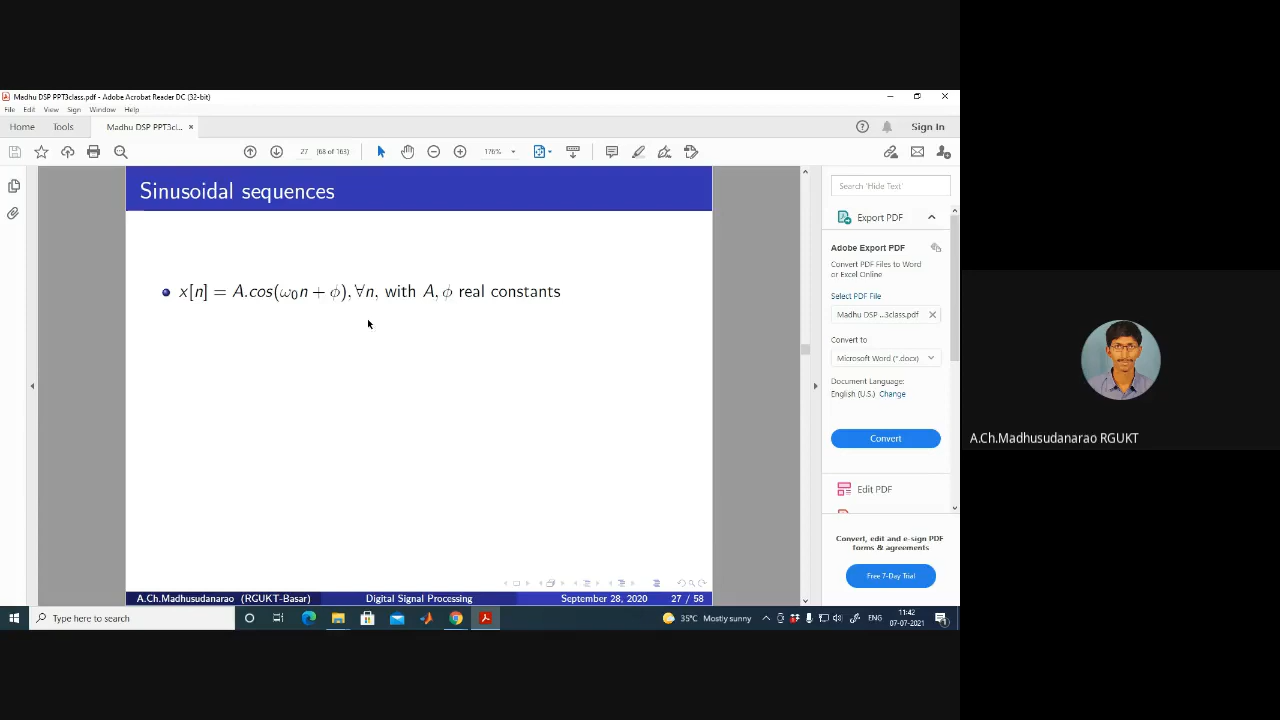 Madhu DSP PPT3class.pdf - Adobe Acrobat Reader DC (32-bit)
File Edit View Sign Window Help
Home Tools Madhu DSP PPT3cl... × Sign In
27 (68 of 163) 176%
Sinusoidal sequences
x[n] = A.cos(ω₀n + ϕ), ∀n, with A, ϕ real constants
A.Ch.Madhusudanarao (RGUKT-Basar) Digital Signal Processing September 28, 2020 27 / 58
Search 'Hide Text'
Export PDF
Adobe Export PDF
Convert PDF Files to Word
or Excel Online
Select PDF File
Madhu DSP ...3class.pdf ×
Convert to
Microsoft Word (*.docx)
Document Language:
English (U.S.) Change
Convert
Edit PDF
Convert, edit and e-sign PDF
forms & agreements
Free 7-Day Trial
Type here to search
35°C Mostly sunny ENG 11:42
07-07-2021
A.Ch.Madhusudanarao RGUKT